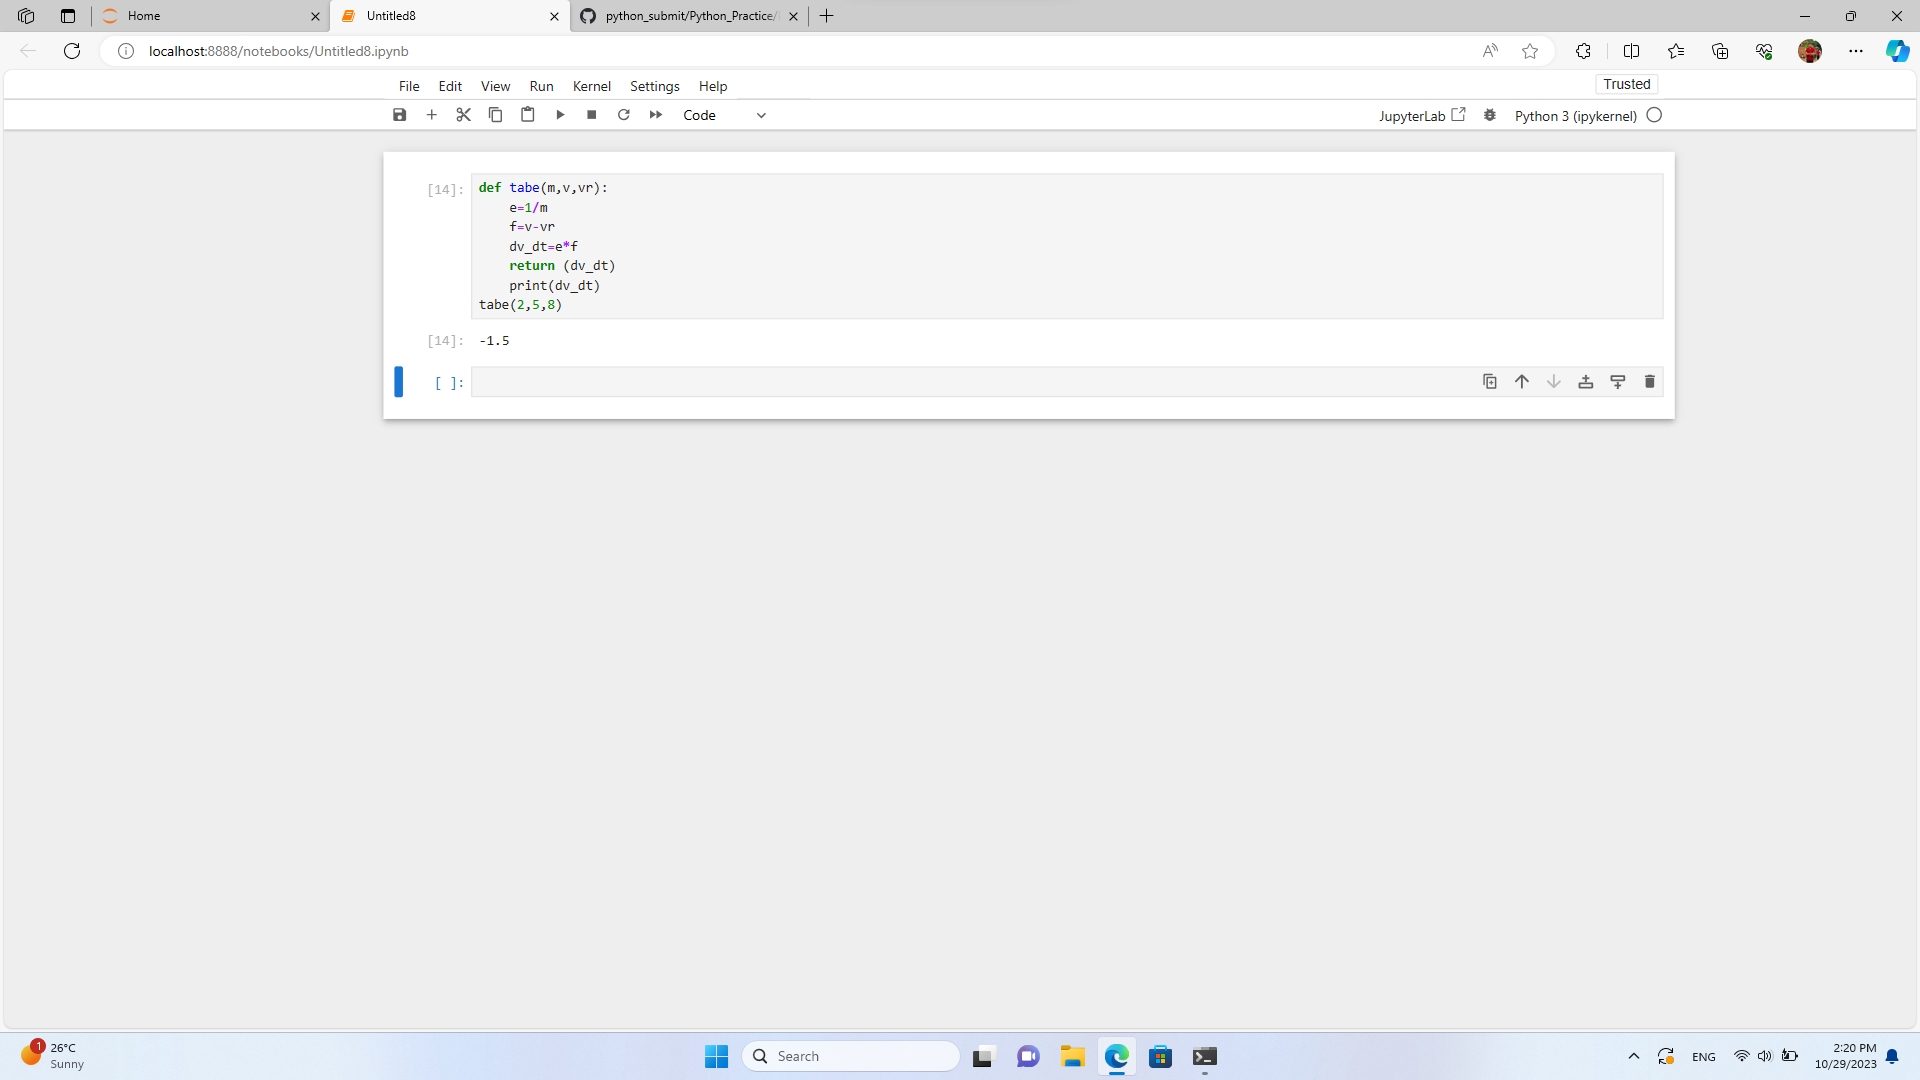 Home
Untitled8
python_submit/Python_Practice/
localhost:8888/notebooks/Untitled8.ipynb
File Edit View Run Kernel Settings Help
Trusted
Code
JupyterLab
Python 3 (ipykernel)
[14]:
def tabe(m,v,vr):
    e=1/m
    f=v-vr
    dv_dt=e*f
    return (dv_dt)
    print(dv_dt)
tabe(2,5,8)
[14]: -1.5
[ ]:
1
26°C
Sunny
Search
ENG
2:20 PM
10/29/2023